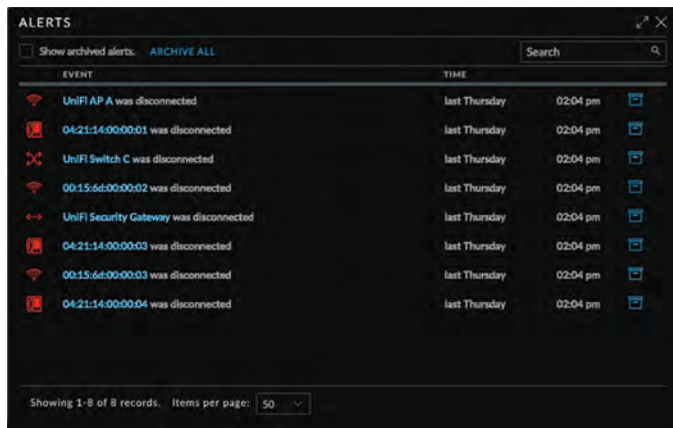 ALERTS
Show archived alerts. ARCHIVE ALL Search
EVENT TIME
UniFi AP A was disconnected last Thursday 02:04 pm
04:21:14:00:00:01 was disconnected last Thursday 02:04 pm
UniFi Switch C was disconnected last Thursday 02:04 pm
00:15:6d:00:00:02 was disconnected last Thursday 02:04 pm
UniFi Security Gateway was disconnected last Thursday 02:04 pm
04:21:14:00:00:03 was disconnected last Thursday 02:04 pm
00:15:6d:00:00:03 was disconnected last Thursday 02:04 pm
04:21:14:00:00:04 was disconnected last Thursday 02:04 pm
Showing 1-8 of 8 records. Items per page: 50